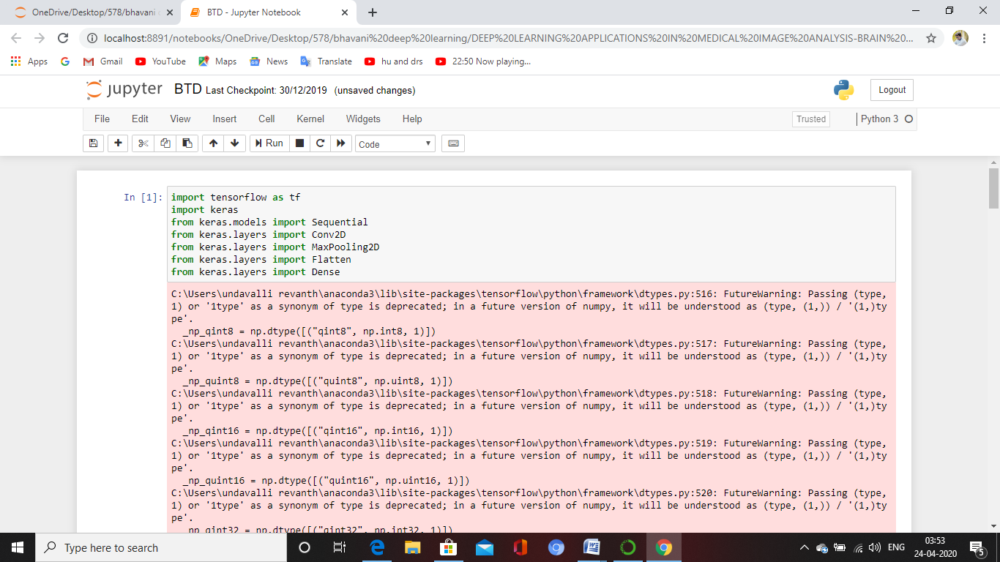 OneDrive/Desktop/578/bhavani
BTD - Jupyter Notebook
localhost:8891/notebooks/OneDrive/Desktop/578/bhavani%20deep%20learning/DEEP%20LEARNING%20APPLICATIONS%20IN%20MEDICAL%20IMAGE%20ANALYSIS-BRAIN%20...
Apps Gmail YouTube Maps News Translate hu and drs 22:50 Now playing...
jupyter BTD Last Checkpoint: 30/12/2019 (unsaved changes) Logout
File Edit View Insert Cell Kernel Widgets Help Trusted Python 3
Run Code
In [1]: import tensorflow as tf
import keras
from keras.models import Sequential
from keras.layers import Conv2D
from keras.layers import MaxPooling2D
from keras.layers import Flatten
from keras.layers import Dense
C:\Users\undavalli revanth\anaconda3\lib\site-packages\tensorflow\python\framework\dtypes.py:516: FutureWarning: Passing (type,
1) or '1type' as a synonym of type is deprecated; in a future version of numpy, it will be understood as (type, (1,)) / '(1,)ty
pe'.
_np_qint8 = np.dtype([("qint8", np.int8, 1)])
C:\Users\undavalli revanth\anaconda3\lib\site-packages\tensorflow\python\framework\dtypes.py:517: FutureWarning: Passing (type,
1) or '1type' as a synonym of type is deprecated; in a future version of numpy, it will be understood as (type, (1,)) / '(1,)ty
pe'.
_np_quint8 = np.dtype([("quint8", np.uint8, 1)])
C:\Users\undavalli revanth\anaconda3\lib\site-packages\tensorflow\python\framework\dtypes.py:518: FutureWarning: Passing (type,
1) or '1type' as a synonym of type is deprecated; in a future version of numpy, it will be understood as (type, (1,)) / '(1,)ty
pe'.
_np_qint16 = np.dtype([("qint16", np.int16, 1)])
C:\Users\undavalli revanth\anaconda3\lib\site-packages\tensorflow\python\framework\dtypes.py:519: FutureWarning: Passing (type,
1) or '1type' as a synonym of type is deprecated; in a future version of numpy, it will be understood as (type, (1,)) / '(1,)ty
pe'.
_np_quint16 = np.dtype([("quint16", np.uint16, 1)])
C:\Users\undavalli revanth\anaconda3\lib\site-packages\tensorflow\python\framework\dtypes.py:520: FutureWarning: Passing (type,
1) or '1type' as a synonym of type is deprecated; in a future version of numpy, it will be understood as (type, (1,)) / '(1,)ty
pe'.
_np_qint32 = np.dtype([("qint32", np.int32, 1)])
Type here to search ENG 03:53
24-04-2020 5